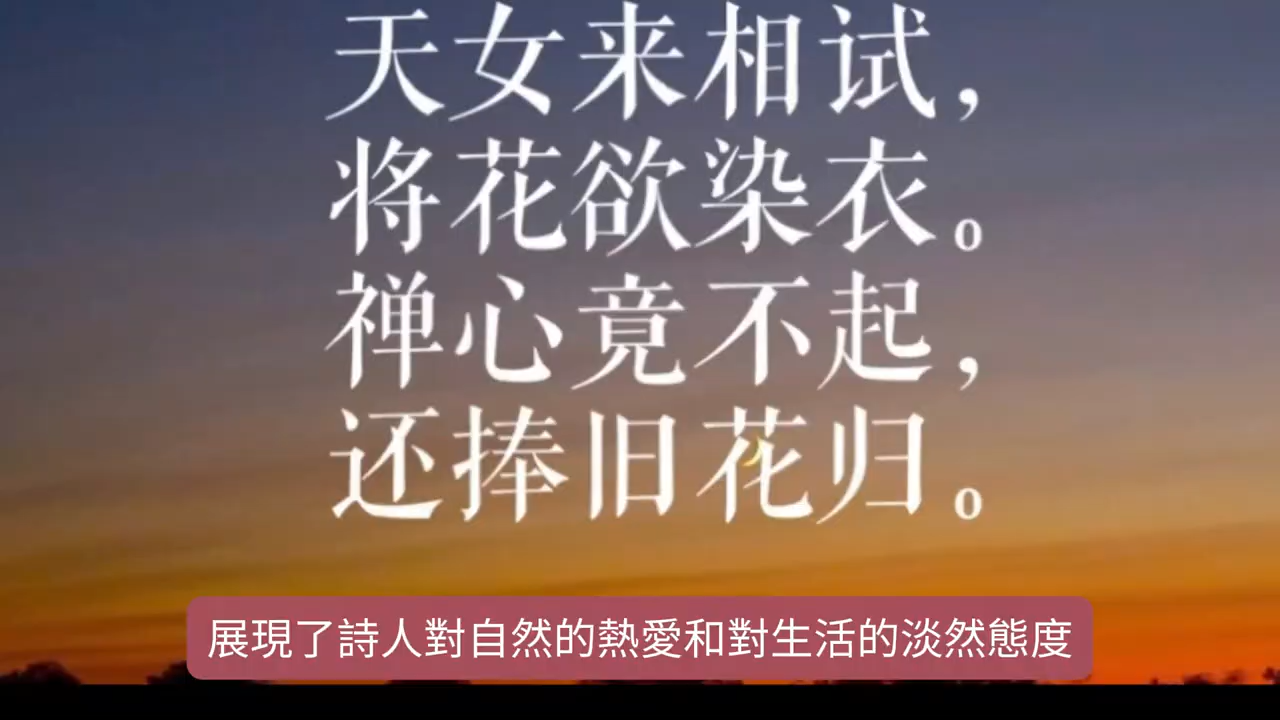 天女来相试，
将花欲染衣。
禅心竟不起，
还捧旧花归。
展現了詩人對自然的熱愛和對生活的淡然態度